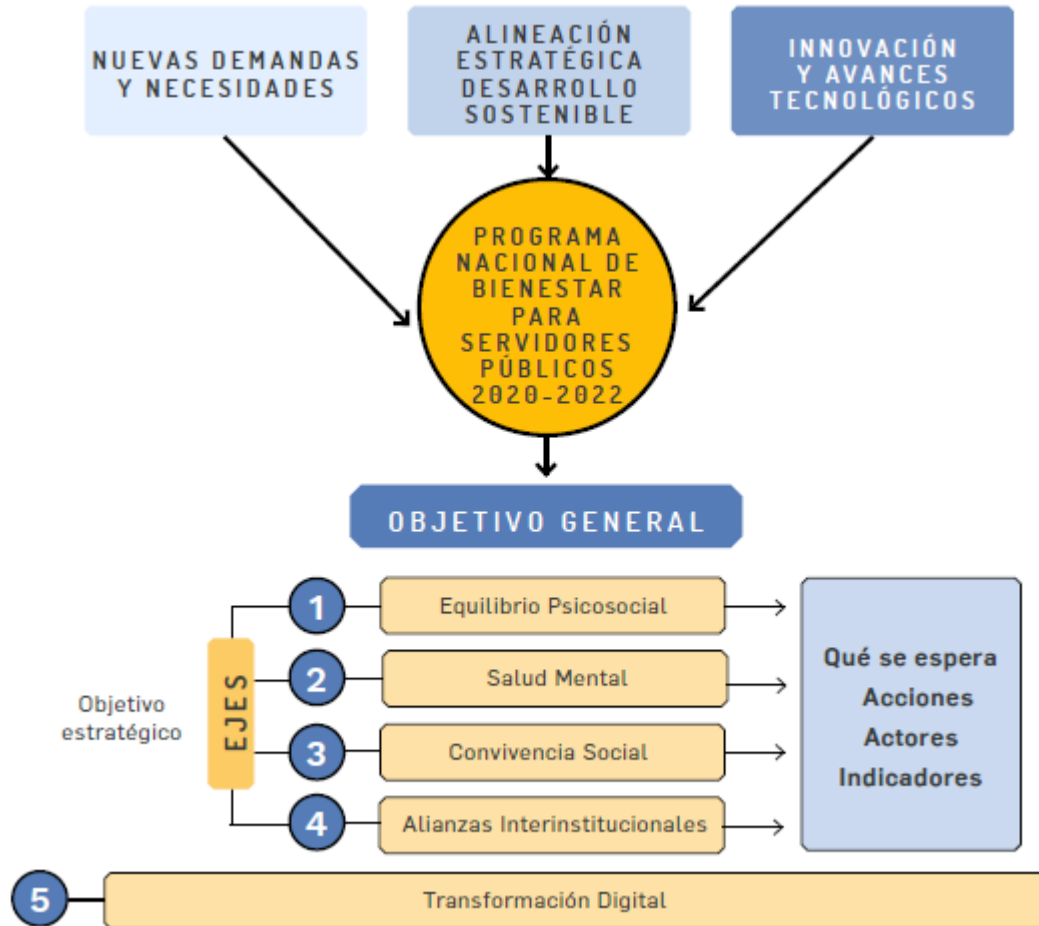 NUEVAS DEMANDAS
Y NECESIDADES
ALINEACIÓN
ESTRATÉGICA
DESARROLLO
SOSTENIBLE
INNOVACIÓN
Y AVANCES
TECNOLÓGICOS
PROGRAMA
NACIONAL DE
BIENESTAR
PARA
SERVIDORES
PÚBLICOS
2020-2022
OBJETIVO GENERAL
Objetivo
estratégico
EJES
1 Equilibrio Psicosocial
2 Salud Mental
3 Convivencia Social
4 Alianzas Interinstitucionales
Qué se espera
Acciones
Actores
Indicadores
5 Transformación Digital